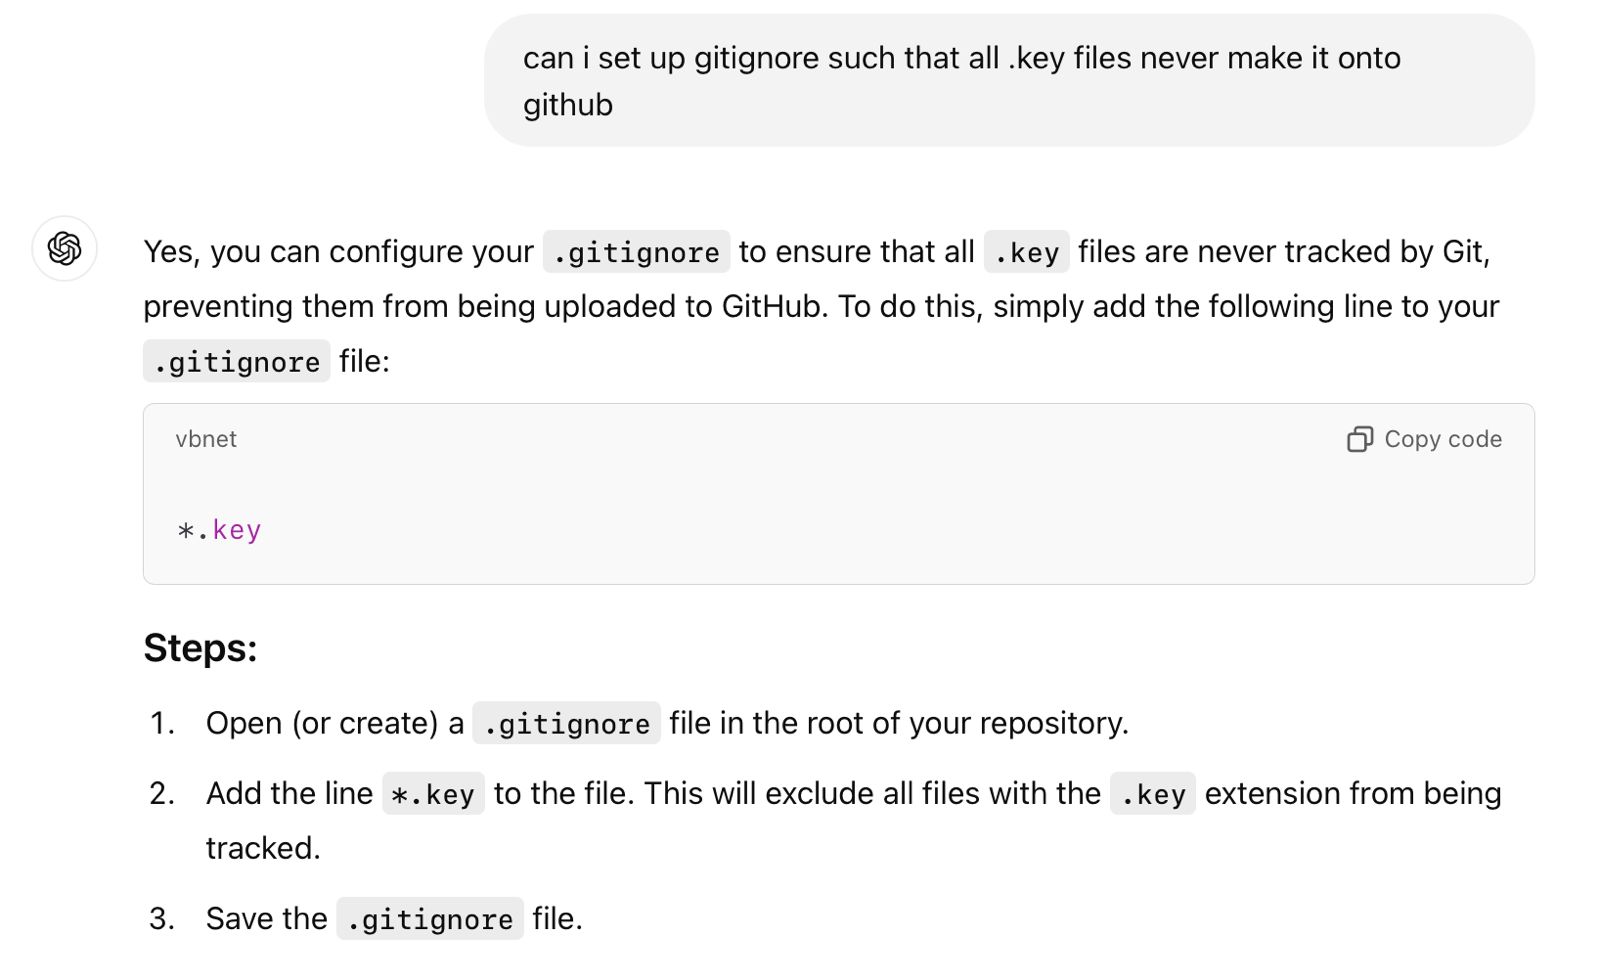 can i set up gitignore such that all .key files never make it onto
github
Yes, you can configure your .gitignore to ensure that all .key files are never tracked by Git,
preventing them from being uploaded to GitHub. To do this, simply add the following line to your
.gitignore file:
vbnet Copy code
*.key
Steps:
1. Open (or create) a .gitignore file in the root of your repository.
2. Add the line *.key to the file. This will exclude all files with the .key extension from being
tracked.
3. Save the .gitignore file.